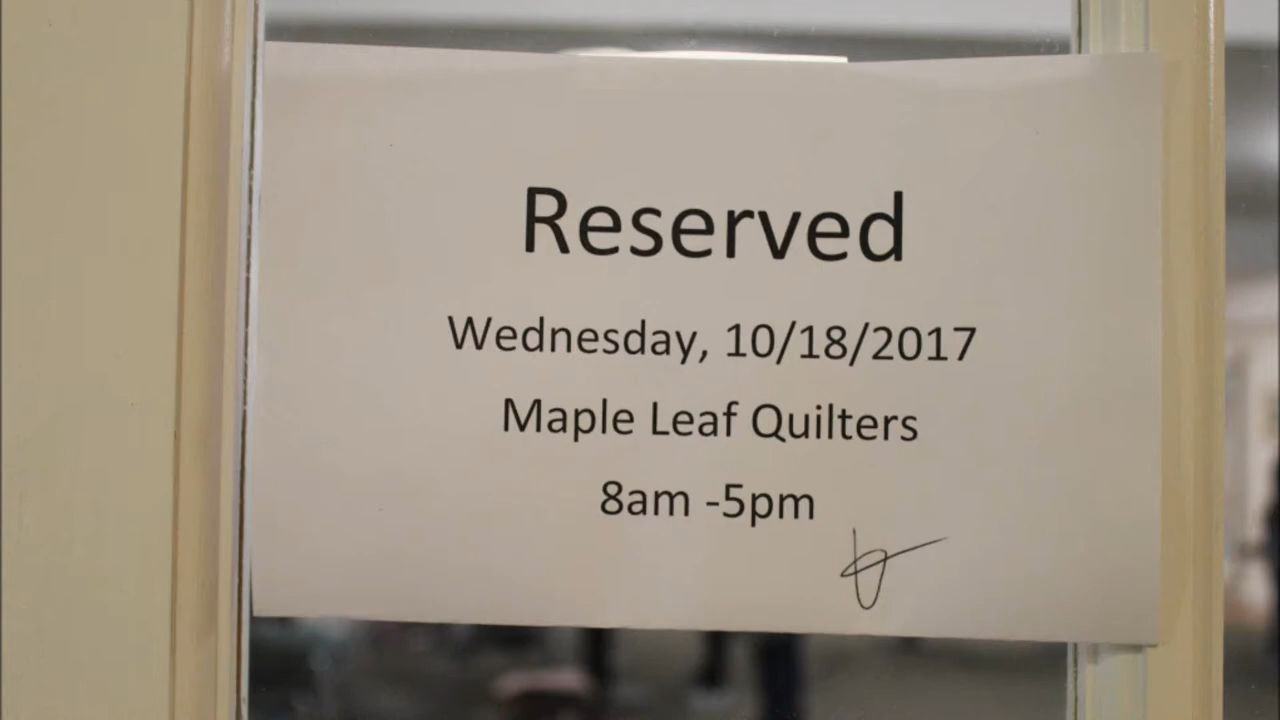 Reserved
Wednesday, 10/18/2017
Maple Leaf Quilters
8am -5pm